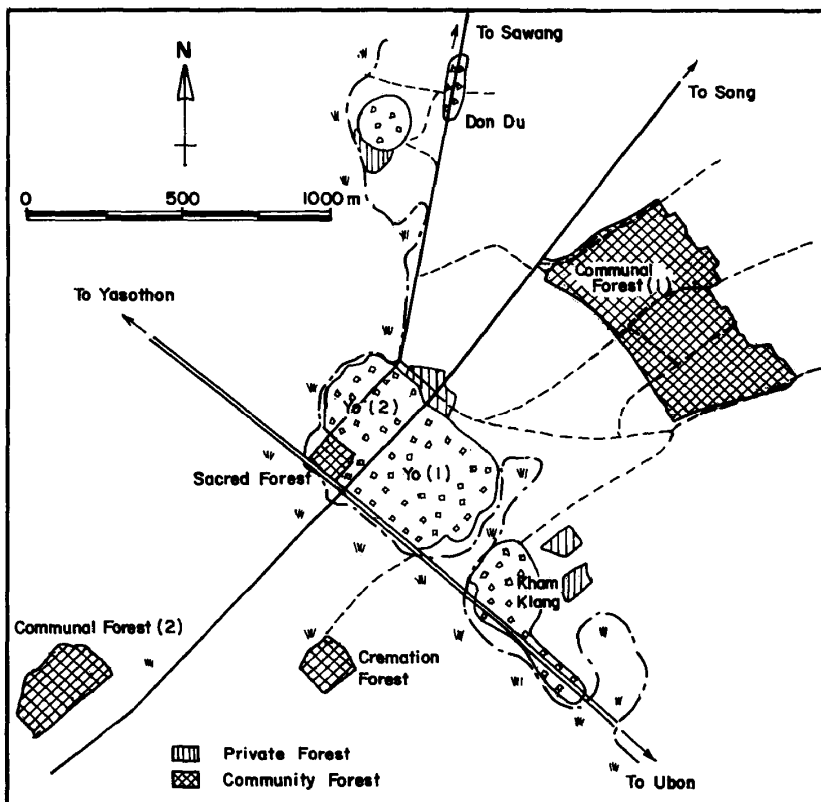 To Sawang
N
To Song
Don Du
0 500 1000 m
Communal
Forest (1)
To Yasothon
Yo (2)
Yo (1)
Sacred Forest
Kham
Klang
Communal Forest (2)
Cremation
Forest
Private Forest
Community Forest
To Ubon